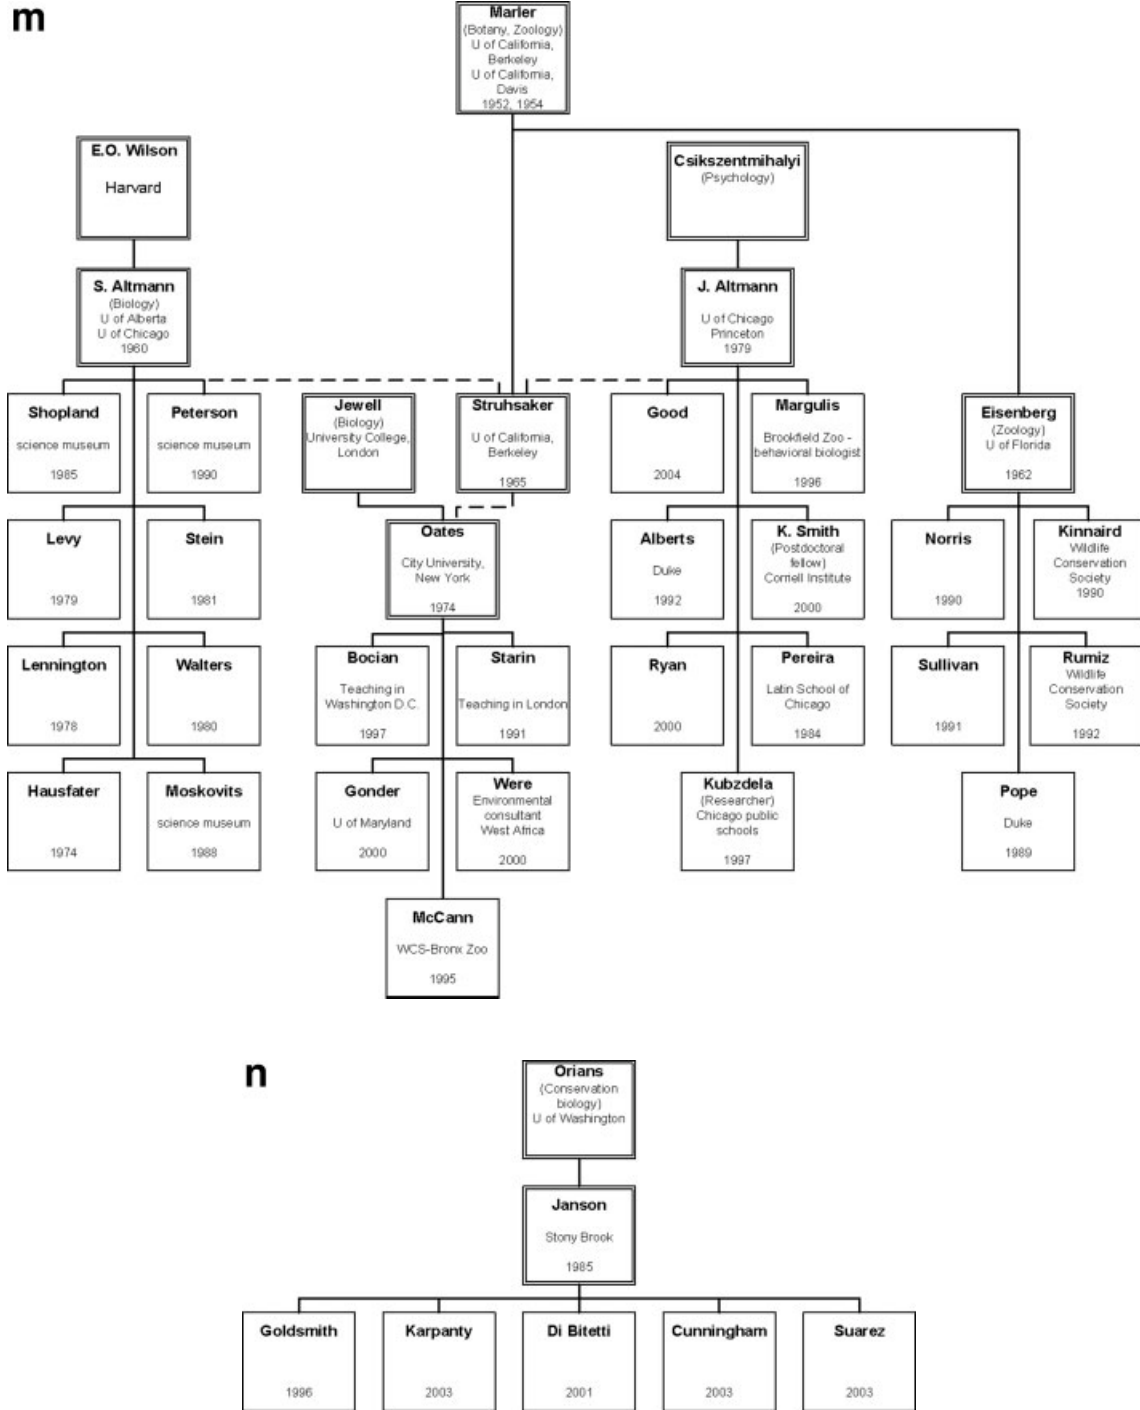 m
Marler
(Botany, Zoology)
U of California,
Berkeley
U of California,
Davis
1952, 1954
E.O. Wilson
Harvard
Csikszentmihalyi
(Psychology)
S. Altmann
(Biology)
U of Alberta
U of Chicago
1960
J. Altmann
U of Chicago
Princeton
1979
Shopland
science museum
1985
Peterson
science museum
1990
Jewell
(Biology)
University College,
London
Struhsaker
U of California,
Berkeley
1965
Good
2004
Margulis
Brookfield Zoo -
behavioral biologist
1996
Eisenberg
(Zoology)
U of Florida
1962
Levy
1979
Stein
1981
Oates
City University,
New York
1974
Alberts
Duke
1992
K. Smith
(Postdoctoral
fellow)
Cornell Institute
2000
Norris
1990
Kinnaird
Wildlife
Conservation
Society
1990
Lennington
1978
Walters
1980
Bocian
Teaching in
Washington D.C.
1997
Starin
Teaching in London
1991
Ryan
2000
Pereira
Latin School of
Chicago
1984
Sullivan
1991
Rumiz
Wildlife
Conservation
Society
1992
Hausfater
1974
Moskovits
science museum
1988
Gonder
U of Maryland
2000
Were
Environmental
consultant
West Africa
2000
Kubzdela
(Researcher)
Chicago public
schools
1997
Pope
Duke
1989
McCann
WCS-Bronx Zoo
1995
n
Orians
(Conservation
biology)
U of Washington
Janson
Stony Brook
1985
Goldsmith
1996
Karpanty
2003
Di Bitetti
2001
Cunningham
2003
Suarez
2003